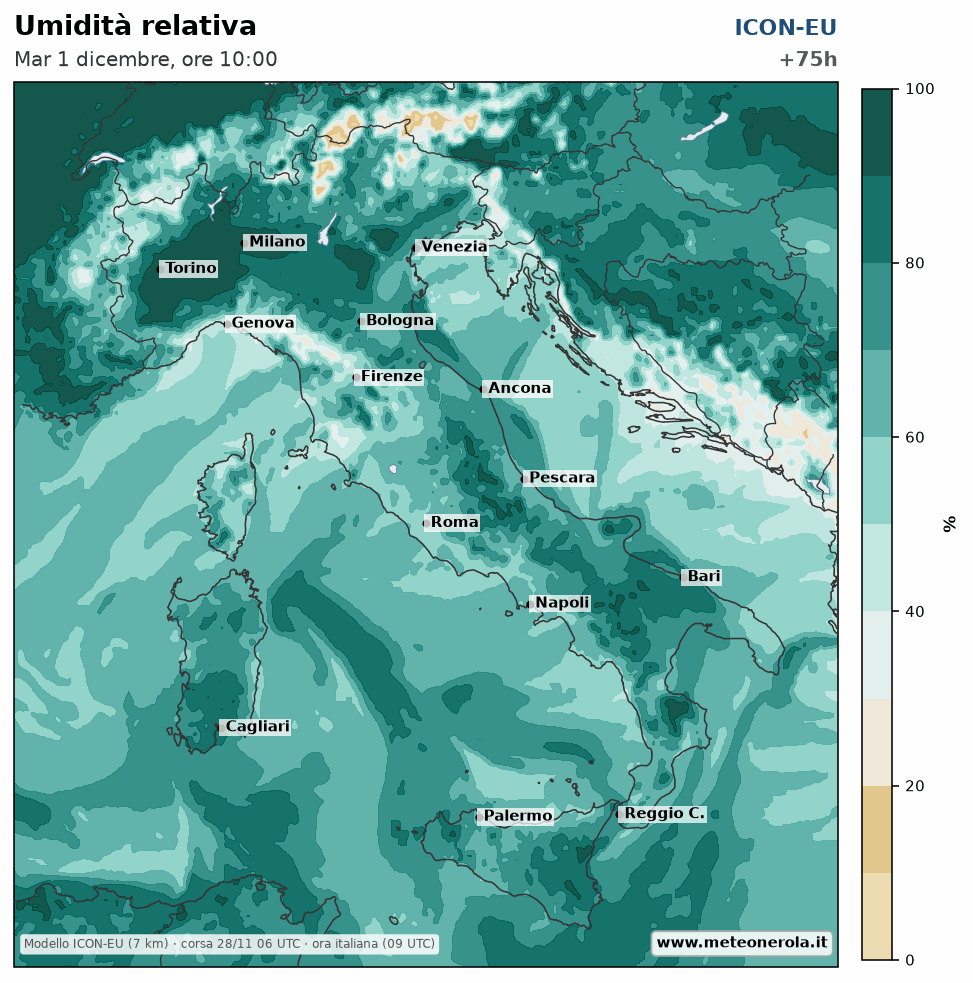 Umidità relativa
ICON-EU
Mar 1 dicembre, ore 10:00
+75h
100
80
60
40
20
0
%
Milano
Venezia
Torino
Genova
Bologna
Firenze
Ancona
Pescara
Roma
Bari
Napoli
Cagliari
Palermo
Reggio C.
Modello ICON-EU (7 km) · corsa 28/11 06 UTC · ora italiana (09 UTC)
www.meteonerola.it